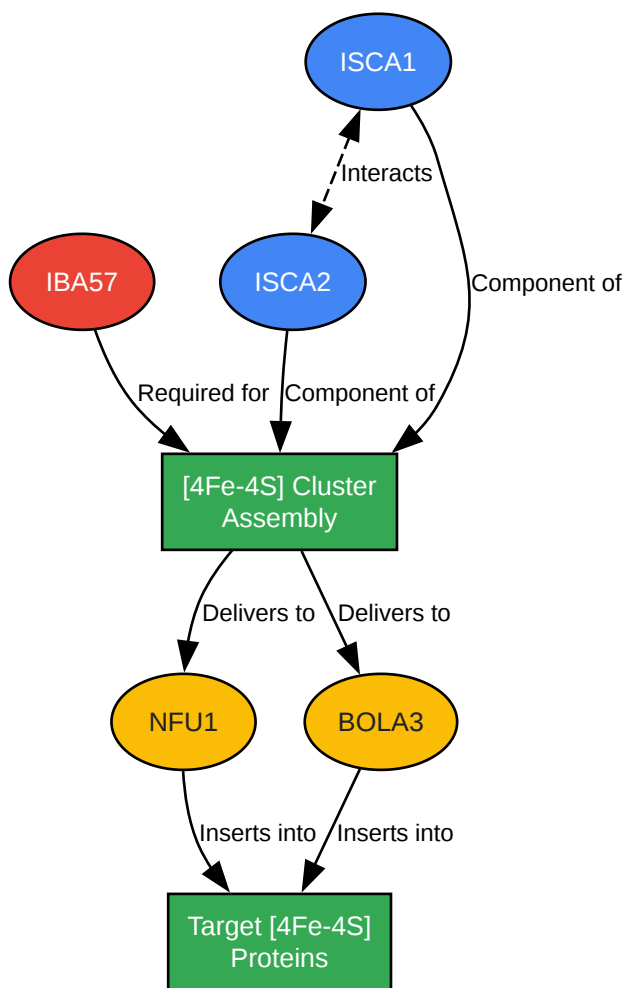 ISCA1
Interacts
IBA57
ISCA2
Component of
Required for
Component of
[4Fe-4S] Cluster
Assembly
Delivers to
Delivers to
NFU1
BOLA3
Inserts into
Inserts into
Target [4Fe-4S]
Proteins